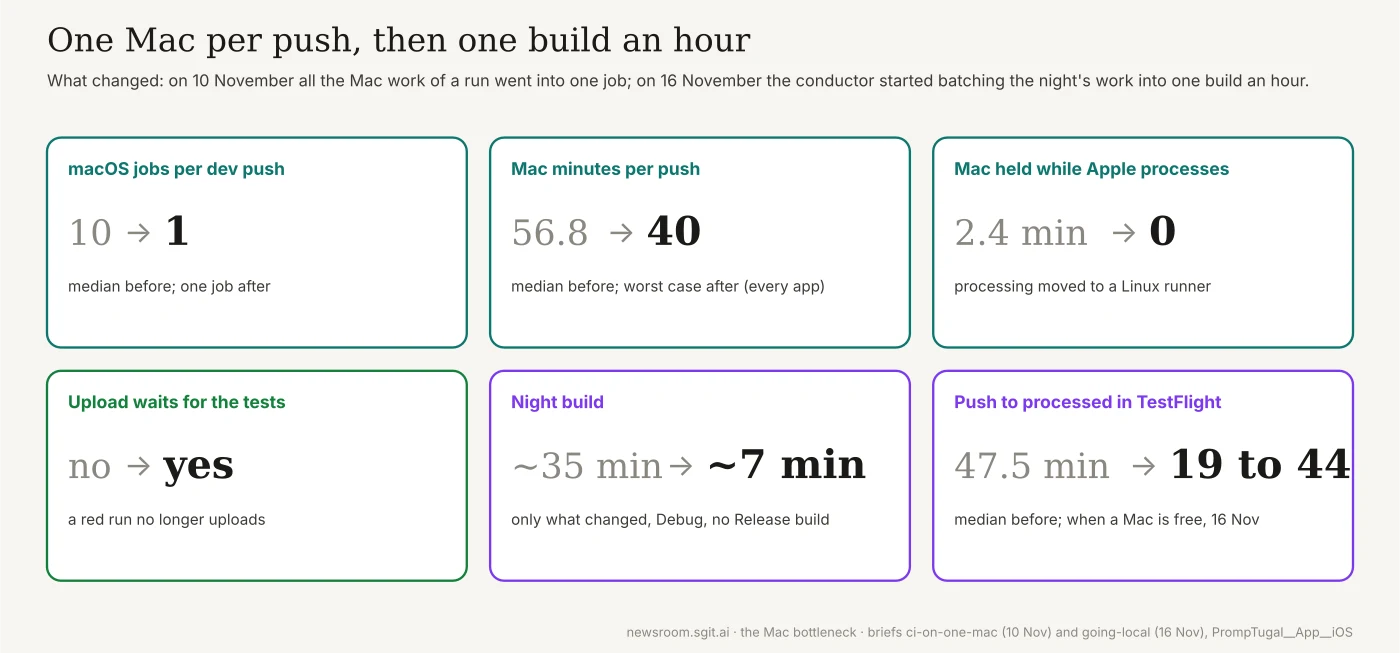 One Mac per push, then one build an hour
What changed: on 10 November all the Mac work of a run went into one job; on 16 November the conductor started batching the night's work into one build an hour.
macOS jobs per dev push
10 → 1
median before; one job after
Mac minutes per push
56.8 → 40
median before; worst case after (every app)
Mac held while Apple processes
2.4 min → 0
processing moved to a Linux runner
Upload waits for the tests
no → yes
a red run no longer uploads
Night build
~35 min → ~7 min
only what changed, Debug, no Release build
Push to processed in TestFlight
47.5 min → 19 to 44
median before; when a Mac is free, 16 Nov
newsroom.sgit.ai · the Mac bottleneck · briefs ci-on-one-mac (10 Nov) and going-local (16 Nov), PrompTugal__App__iOS